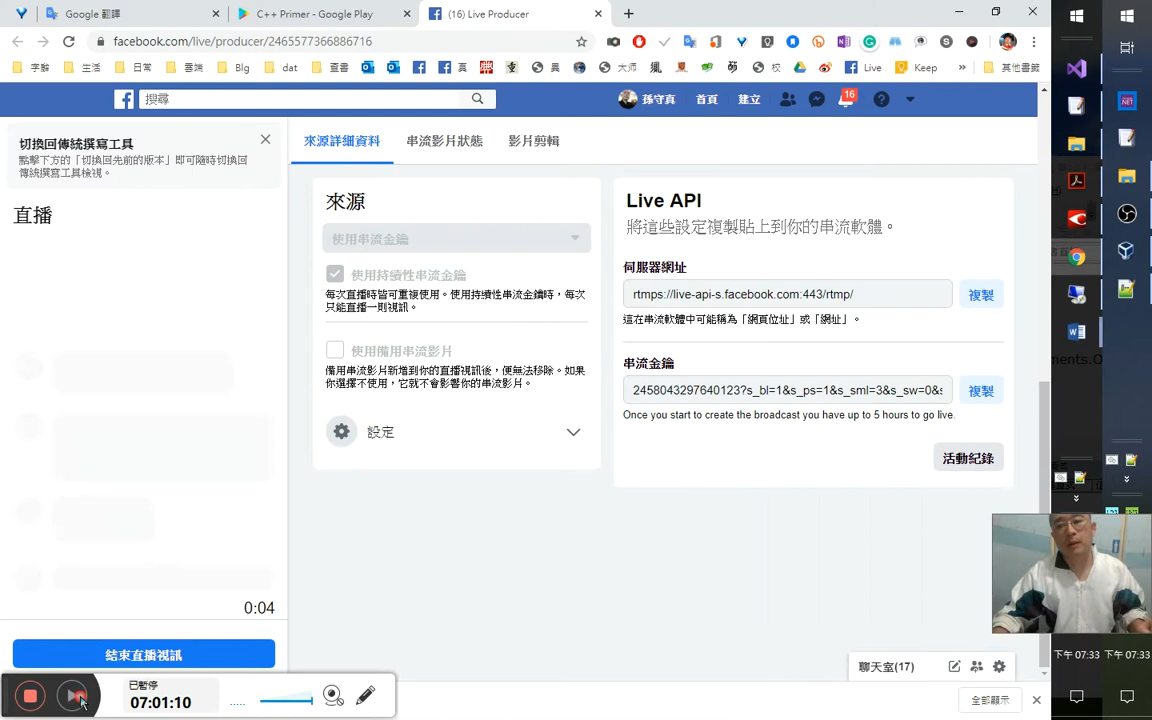 Google 翻譯
C++ Primer - Google Play
(16) Live Producer
facebook.com/live/producer/2465577366886716
字辭
生活
日常
雲端
Blg
dat
查書
真
異
大师
校
Live
Keep
其他書籤
搜尋
孫守真
首頁
建立
16
切換回傳統撰寫工具
點擊下方的「切換回先前的版本」即可隨時切換回
傳統撰寫工具檢視。
直播
0:04
結束直播視訊
來源詳細資料
串流影片狀態
影片剪輯
來源
使用串流金鑰
使用持續性串流金鑰
每次直播時皆可重複使用。使用持續性串流金鑰時，每次
只能直播一則視訊。
使用備用串流影片
備用串流影片新增到你的直播視訊後，便無法移除。如果
你選擇不使用，它就不會影響你的串流影片。
設定
Live API
將這些設定複製貼上到你的串流軟體。
伺服器網址
rtmps://live-api-s.facebook.com:443/rtmp/
複製
這在串流軟體中可能稱為「網頁位址」或「網址」。
串流金鑰
2458043297640123?s_bl=1&s_ps=1&s_sml=3&s_sw=0&s
複製
Once you start to create the broadcast you have up to 5 hours to go live.
活動紀錄
聊天室(17)
已暫停
07:01:10
全部顯示
ments.O
下午 07:33
下午 07:33